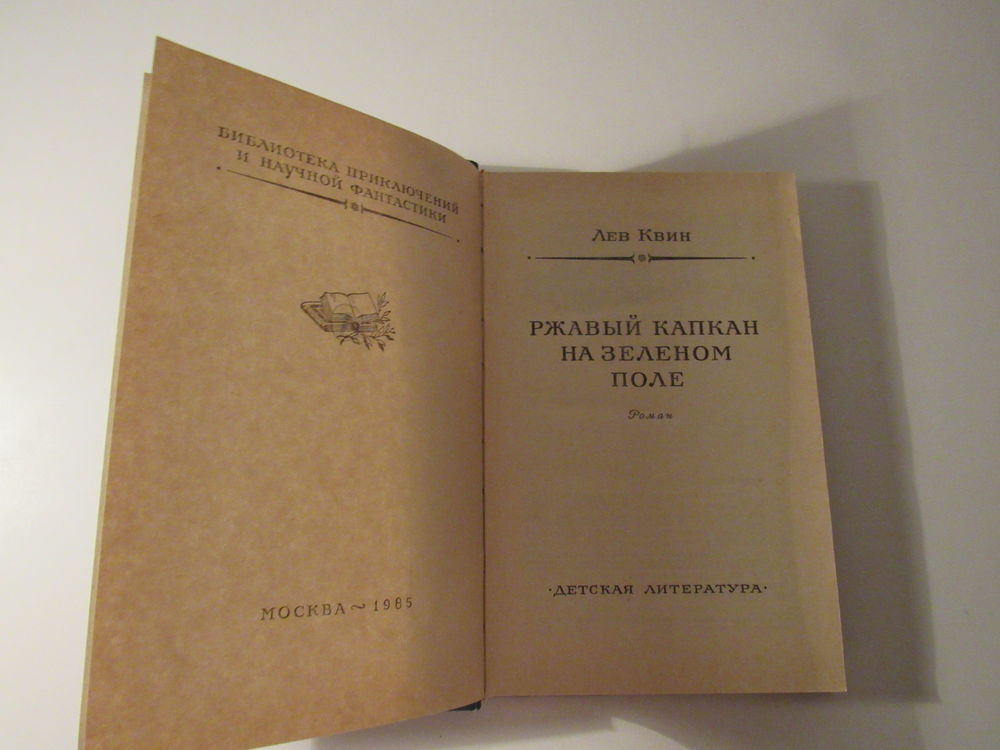 БИБЛИОТЕКА ПРИКЛЮЧЕНИЙ
И НАУЧНОЙ ФАНТАСТИКИ
МОСКВА ~ 1985
ЛЕВ КВИН
РЖАВЫЙ КАПКАН
НА ЗЕЛЕНОМ
ПОЛЕ
Роман
·ДЕТСКАЯ ЛИТЕРАТУРА·